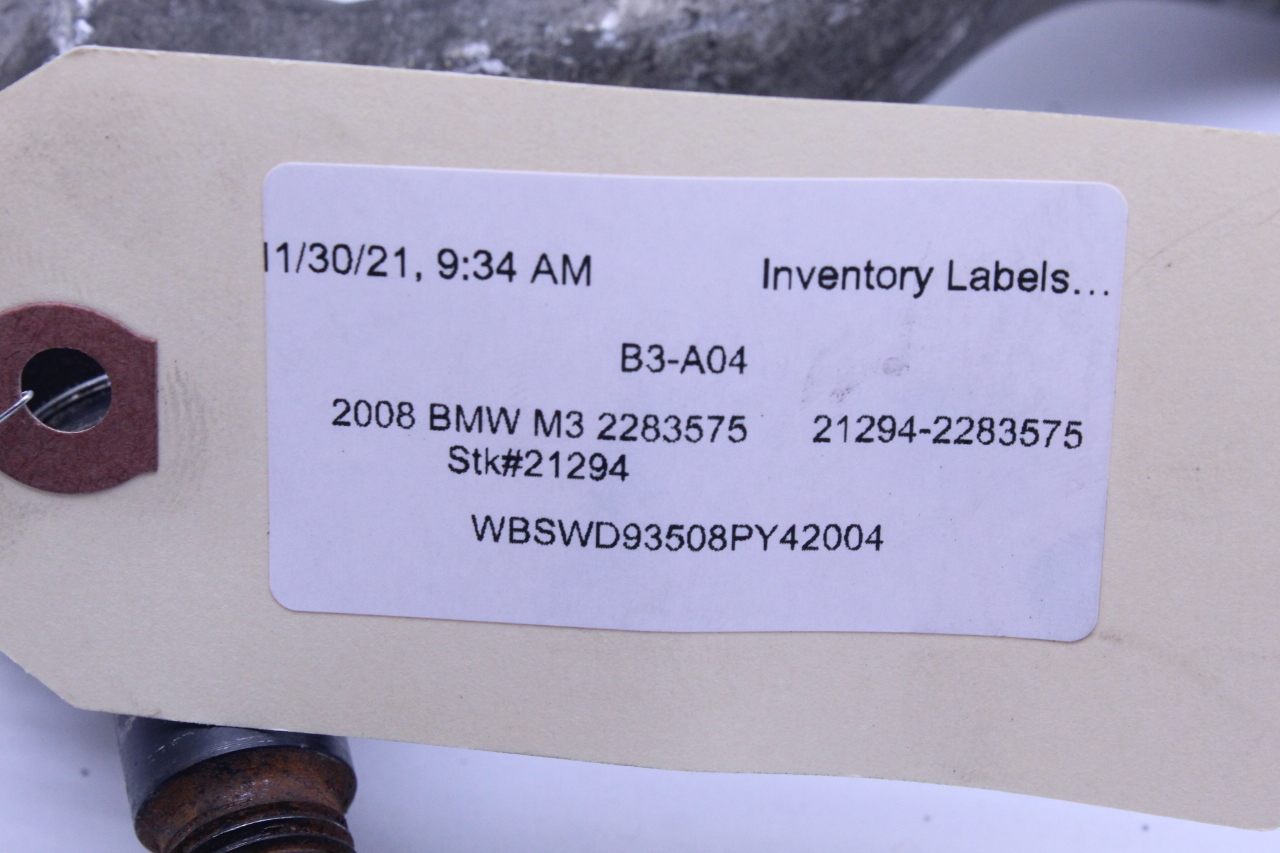 11/30/21, 9:34 AM Inventory Labels...
B3-A04
2008 BMW M3 2283575 21294-2283575
Stk#21294
WBSWD93508PY42004